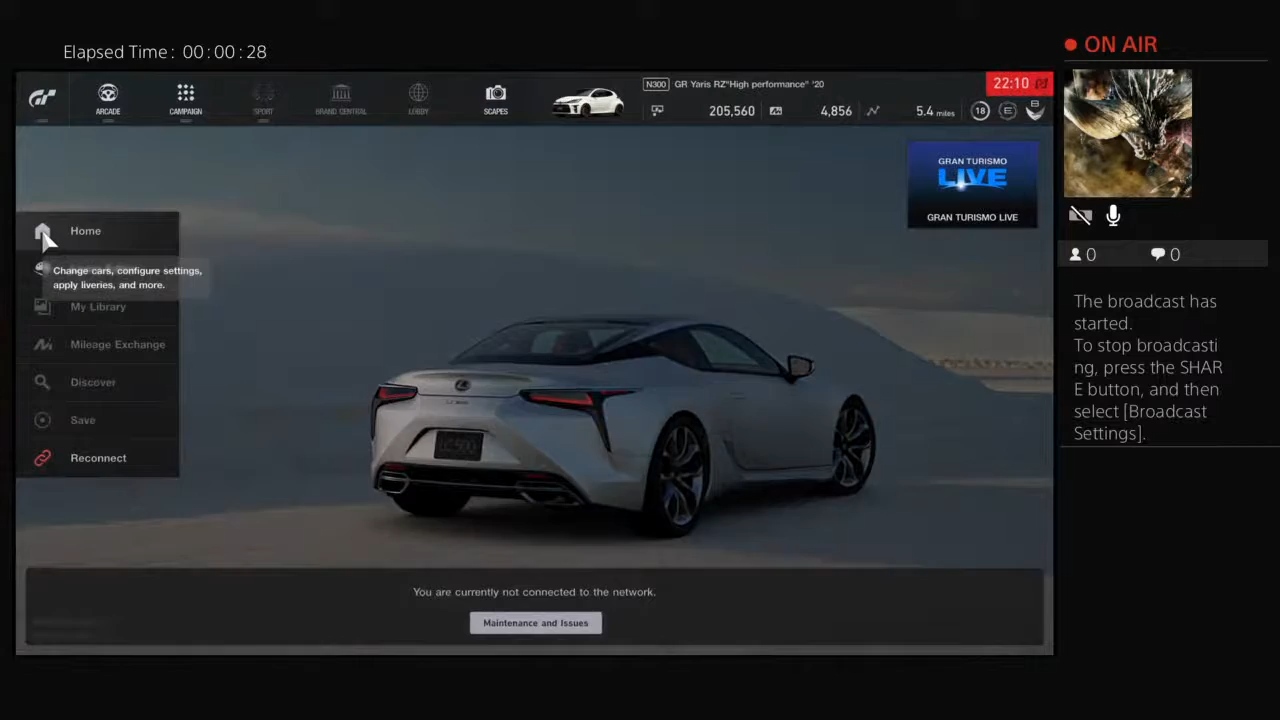 Elapsed Time: 00:00:28
ON AIR
ARCADE
CAMPAIGN
SPORT
BRAND CENTRAL
LOBBY
SCAPES
N300 GR Yaris RZ"High performance" '20
205,560
4,856
5.4 miles
18
E
22:10
GRAN TURISMO
LIVE
GRAN TURISMO LIVE
Home
Change cars, configure settings,
apply liveries, and more.
My Library
Mileage Exchange
Discover
Save
Reconnect
You are currently not connected to the network.
Maintenance and Issues
0
0
The broadcast has
started.
To stop broadcasti
ng, press the SHAR
E button, and then
select [Broadcast
Settings].